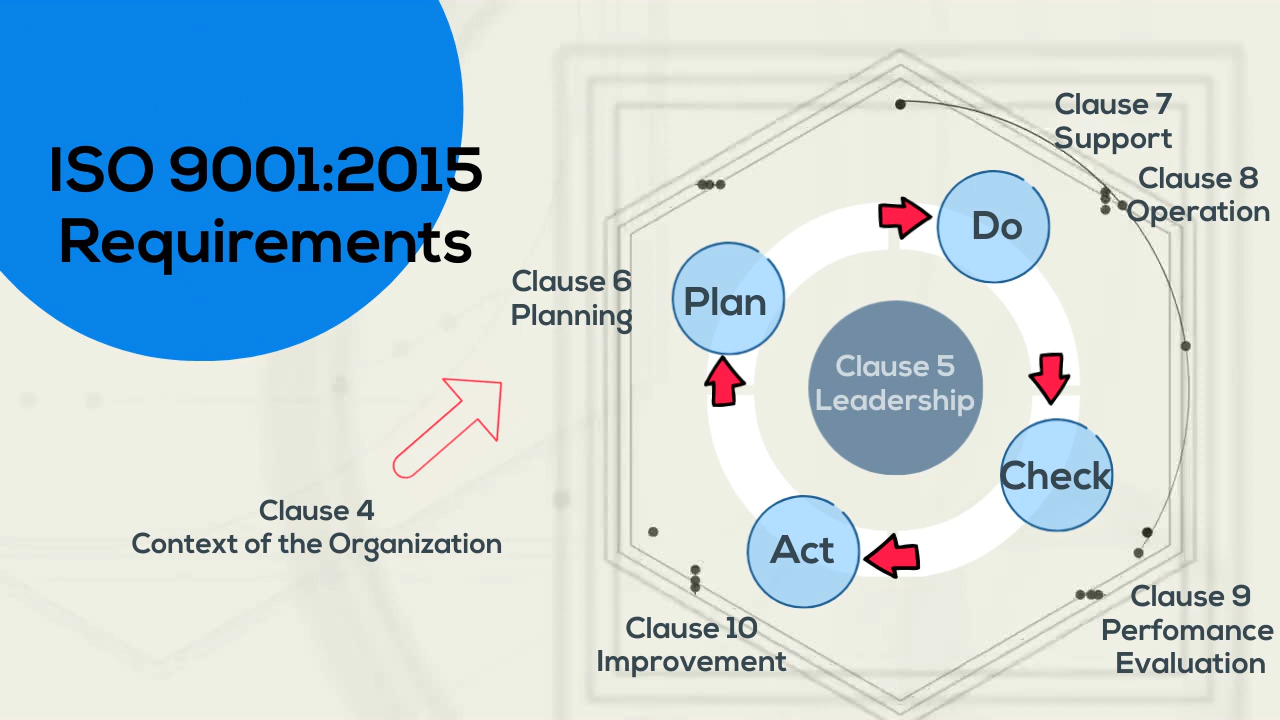 ISO 9001:2015
Requirements
Clause 7
Support
Clause 8
Operation
Do
Clause 6
Planning
Plan
Clause 5
Leadership
Check
Clause 4
Context of the Organization
Act
Clause 10
Improvement
Clause 9
Perfomance
Evaluation